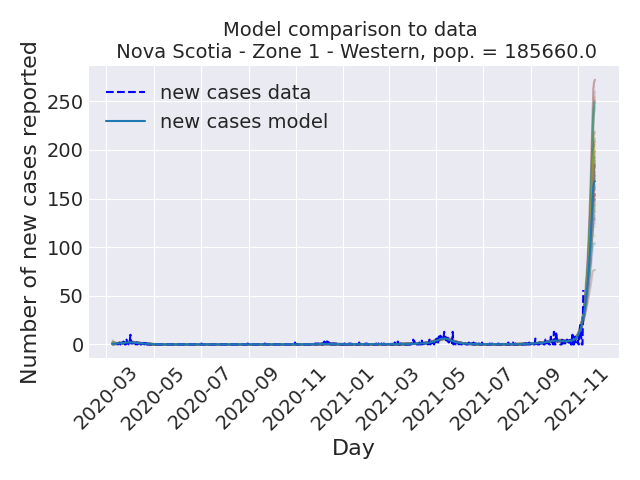 Model comparison to data
Nova Scotia - Zone 1 - Western, pop. = 185660.0
Number of new cases reported
250
200
150
100
50
0
new cases data
new cases model
2020-03
2020-05
2020-07
2020-09
2020-11
2021-01
2021-03
2021-05
2021-07
2021-09
2021-11
Day